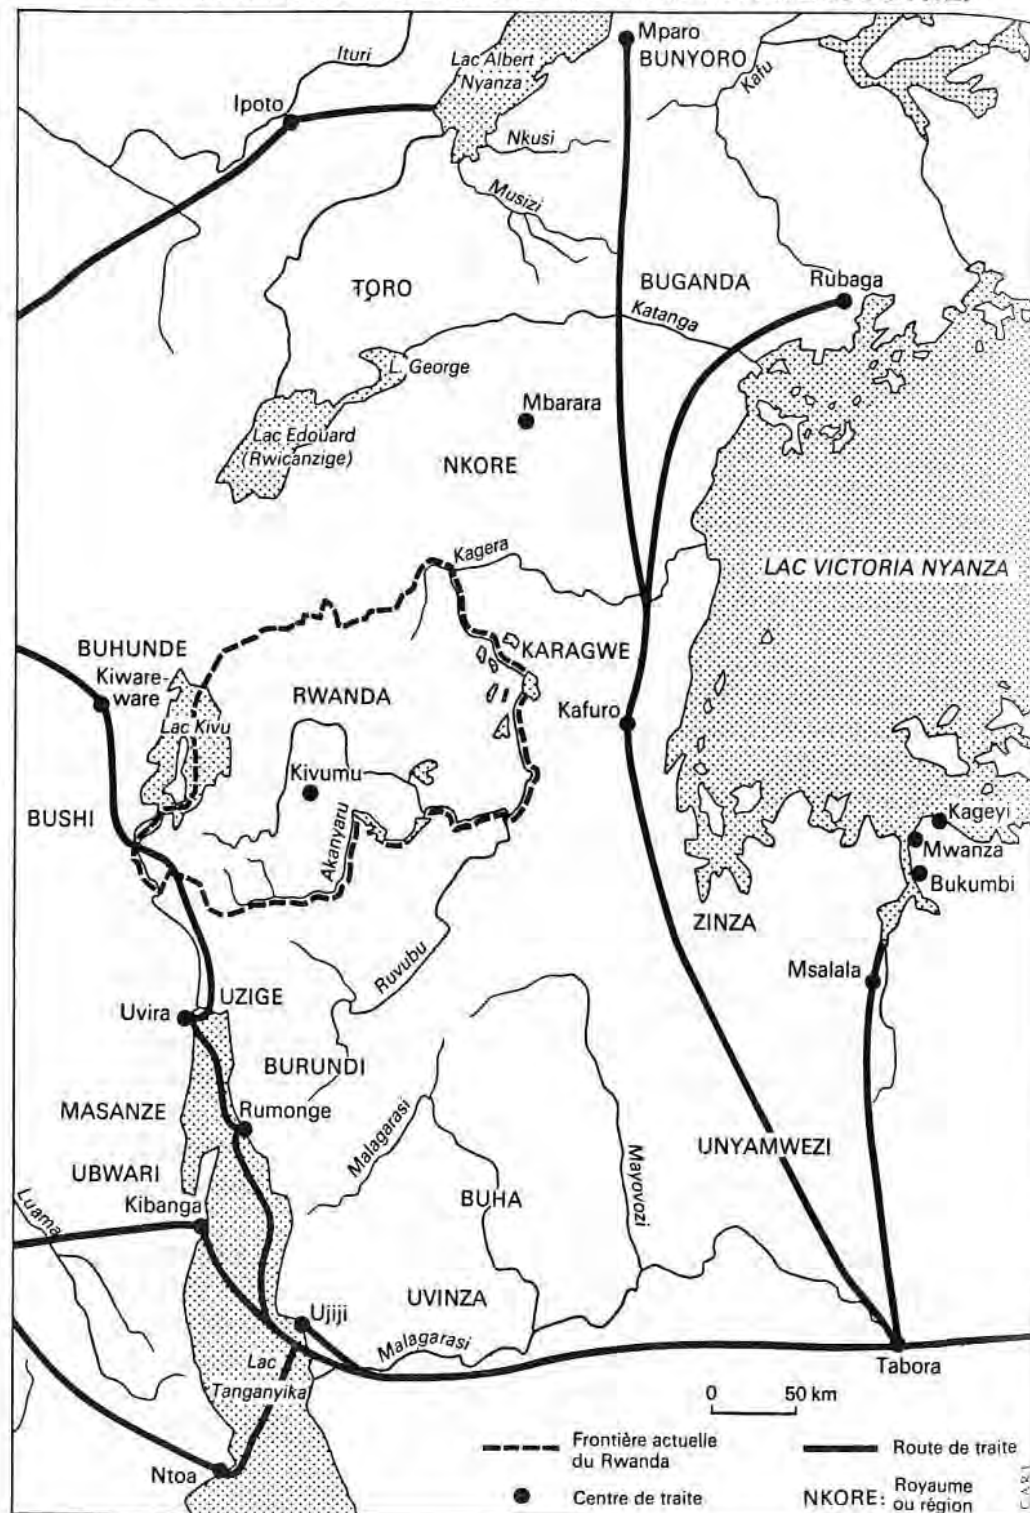 Mparo
BUNYORO
Ituri
Lac Albert
Nyanza
Kafu
Ipoto
Nkusi
Musizi
TORO
BUGANDA
Rubaga
Katanga
L. George
Mbarara
Lac Edouard
(Rwicanzige)
NKORE
Kagera
LAC VICTORIA NYANZA
BUHUNDE
Kiware-
ware
KARAGWE
RWANDA
Lac Kivu
Kafuro
Kivumu
BUSHI
Akanyaru
Kageyi
Mwanza
Bukumbi
ZINZA
Ruvubu
Msalala
UZIGE
Uvira
BURUNDI
MASANZE
Rumonge
Malagarasi
UNYAMWEZI
UBWARI
Kibanga
BUHA
Mayovozi
Luama
UVINZA
Ujiji
Malagarasi
Tabora
Lac
Tanganyika
0 50 km
Ntoa
Frontière actuelle
du Rwanda
Route de traite
Centre de traite
NKORE: Royaume
ou région